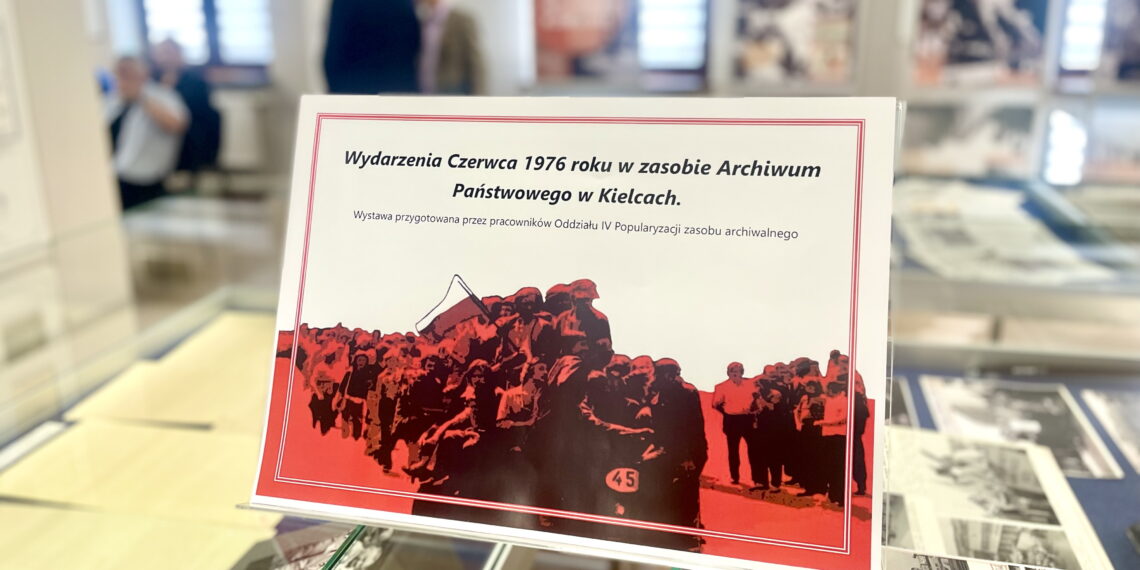 Wydarzenia Czerwca 1976 roku w zasobie Archiwum
Państwowego w Kielcach.
Wystawa przygotowana przez pracowników Oddziału IV Popularyzacji zasobu archiwalnego
45